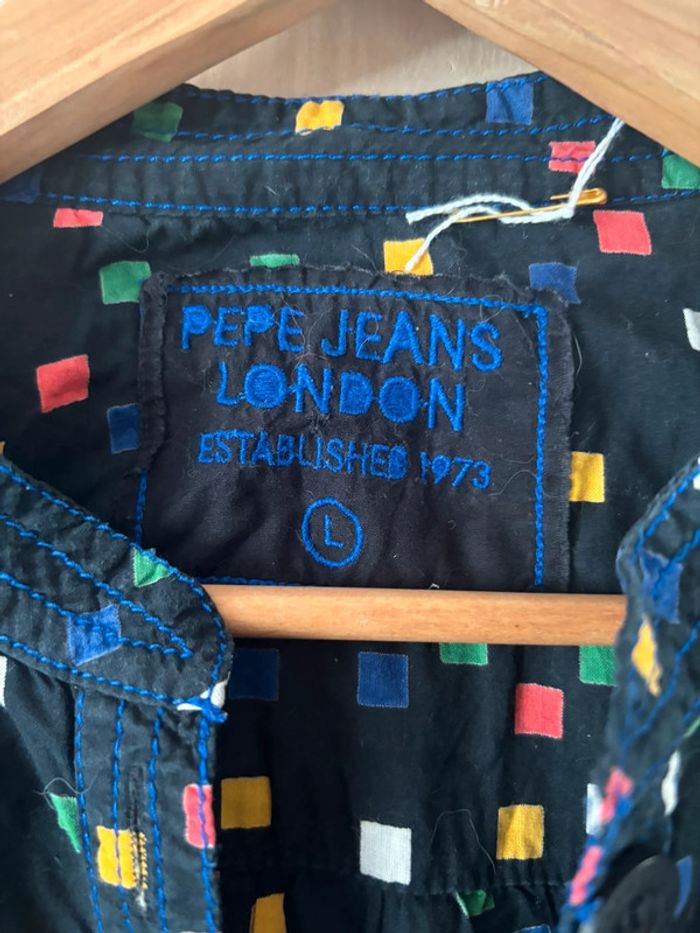 PEPE JEANS
LONDON
ESTABLISHED 1973
L